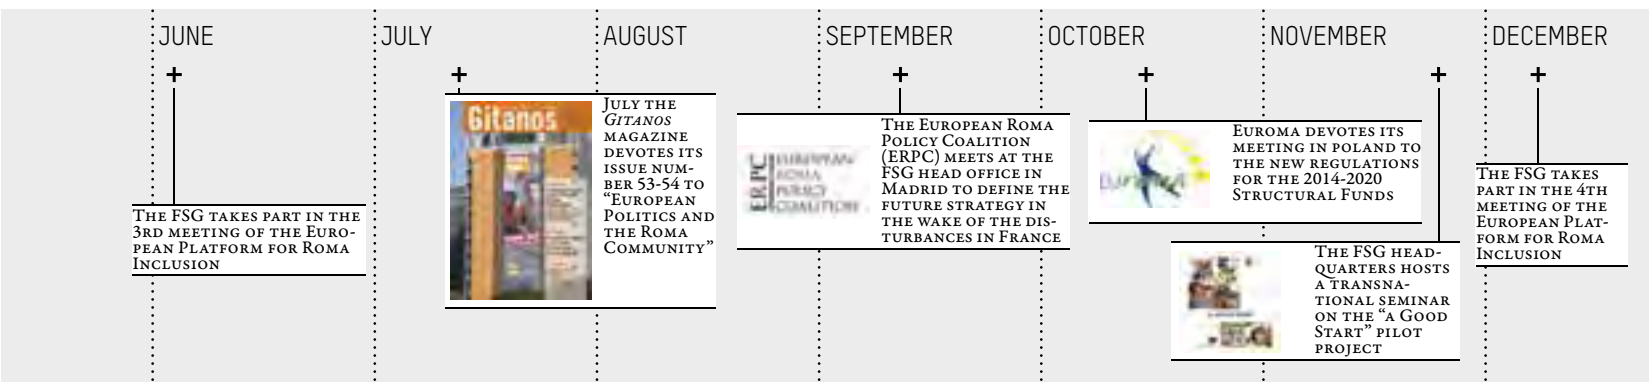 JUNE
JULY
AUGUST
SEPTEMBER
OCTOBER
NOVEMBER
DECEMBER
The FSG takes part in the
3rd meeting of the Euro-
pean Platform for Roma
Inclusion
Gitanos
July the
Gitanos
magazine
devotes its
issue num-
ber 53-54 to
“European
Politics and
the Roma
Community”
ERPC
EUROPEAN
ROMA
POLICY
COALITION
The European Roma
Policy Coalition
(ERPC) meets at the
FSG head office in
Madrid to define the
future strategy in
the wake of the dis-
turbances in France
Euroma devotes its
meeting in Poland to
the new regulations
for the 2014-2020
Structural Funds
The FSG head-
quarters hosts
a transna-
tional seminar
on the “a Good
Start” pilot
project
The FSG takes
part in the 4th
meeting of the
European Plat-
form for Roma
Inclusion